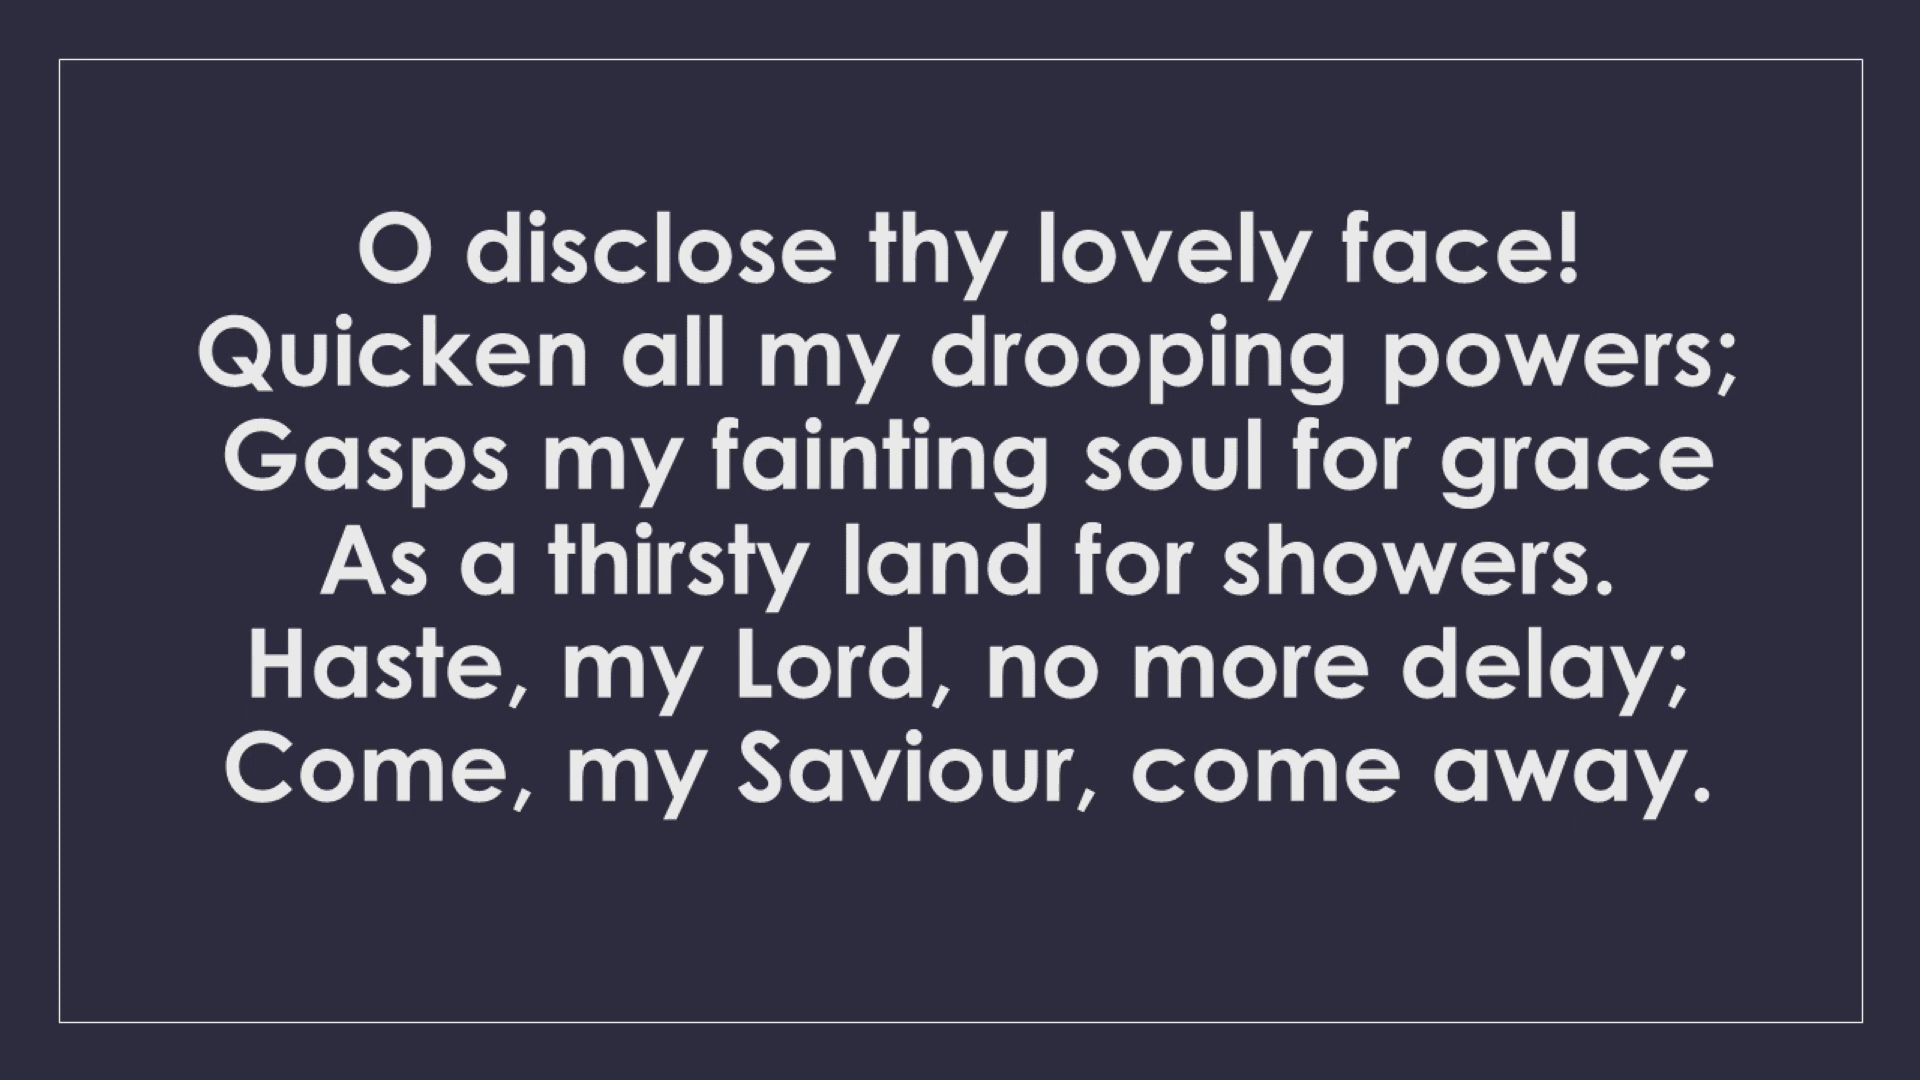 O disclose thy lovely face!
Quicken all my drooping powers;
Gasps my fainting soul for grace
As a thirsty land for showers.
Haste, my Lord, no more delay;
Come, my Saviour, come away.